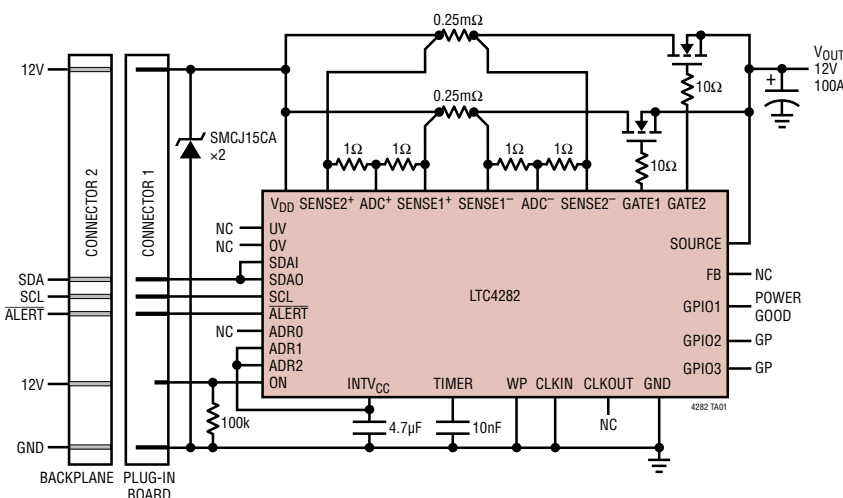 0.25mΩ
12V
VOUT
12V
100A
+
10Ω
0.25mΩ
SMCJ15CA
×2
1Ω 1Ω 1Ω 1Ω
10Ω
CONNECTOR 2
CONNECTOR 1
VDD SENSE2+ ADC+ SENSE1+ SENSE1− ADC− SENSE2− GATE1 GATE2
NC UV
NC OV
SOURCE
SDAI
SDA SDAO
FB NC
SCL SCL
LTC4282
ALERT ALERT
GPIO1 POWER
GOOD
NC ADR0
ADR1
GPIO2 GP
ADR2
GPIO3 GP
12V ON
INTVCC TIMER WP CLKIN CLKOUT GND
4282 TA01
100k
4.7μF
10nF
NC
GND
BACKPLANE PLUG-IN
BOARD